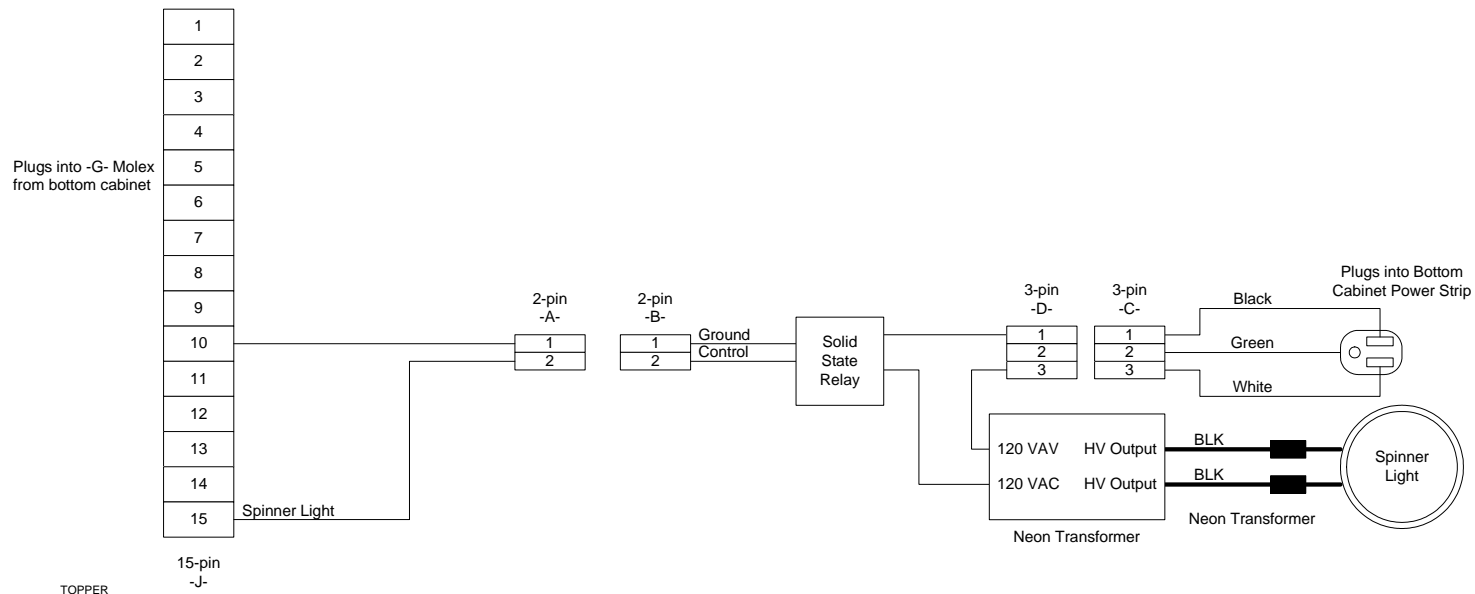 1
2
3
4
Plugs into -G- Molex
from bottom cabinet
5
6
7
8
9
10
11
12
13
14
15
Spinner Light
15-pin
-J-
TOPPER
2-pin
-A-
1
2
2-pin
-B-
1
2
Ground
Control
Solid
State
Relay
3-pin
-D-
1
2
3
3-pin
-C-
1
2
3
Black
Green
White
Plugs into Bottom
Cabinet Power Strip
120 VAV HV Output
120 VAC HV Output
Neon Transformer
BLK
BLK
Neon Transformer
Spinner
Light